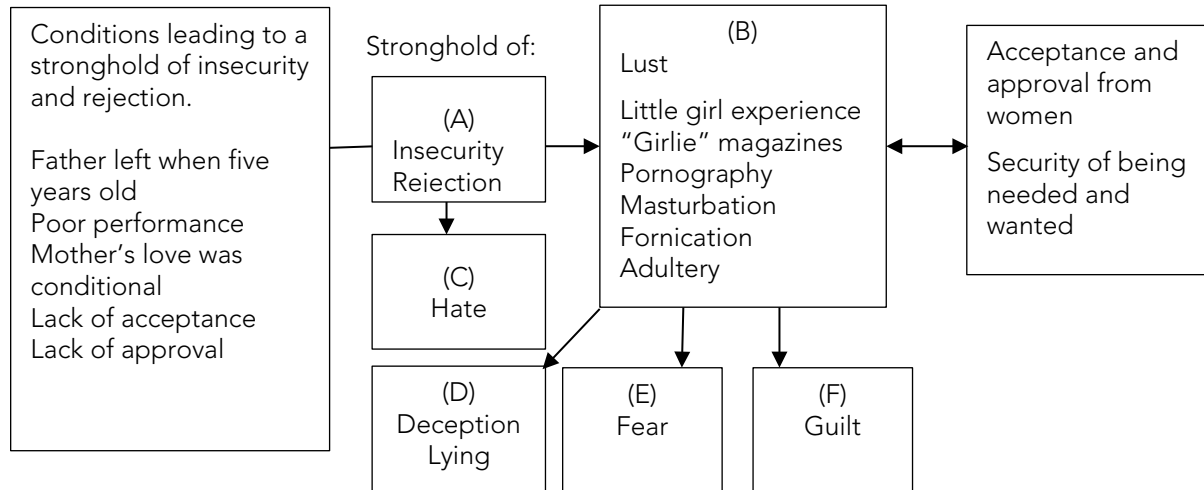 Conditions leading to a
stronghold of insecurity
and rejection.
Father left when five
years old
Poor performance
Mother's love was
conditional
Lack of acceptance
Lack of approval
Stronghold of:
(A)
Insecurity
Rejection
(B)
Lust
Little girl experience
“Girlie” magazines
Pornography
Masturbation
Fornication
Adultery
Acceptance and
approval from
women
Security of being
needed and
wanted
(C)
Hate
(D)
Deception
Lying
(E)
Fear
(F)
Guilt